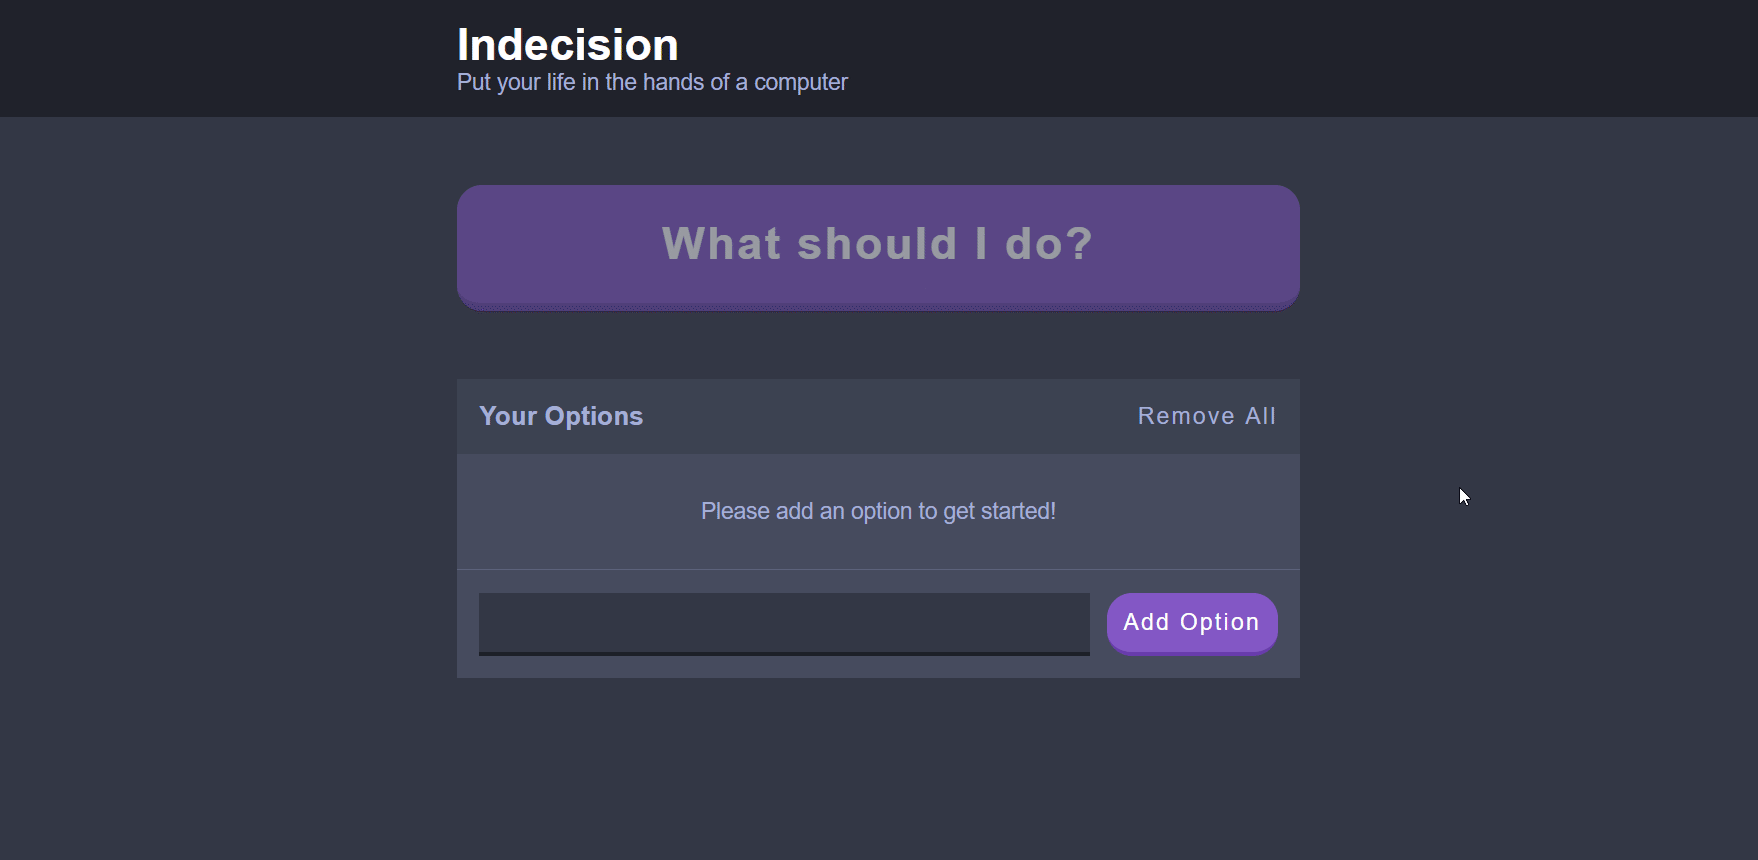 Indecision
Put your life in the hands of a computer
What should I do?
Your Options
Remove All
Please add an option to get started!
Add Option